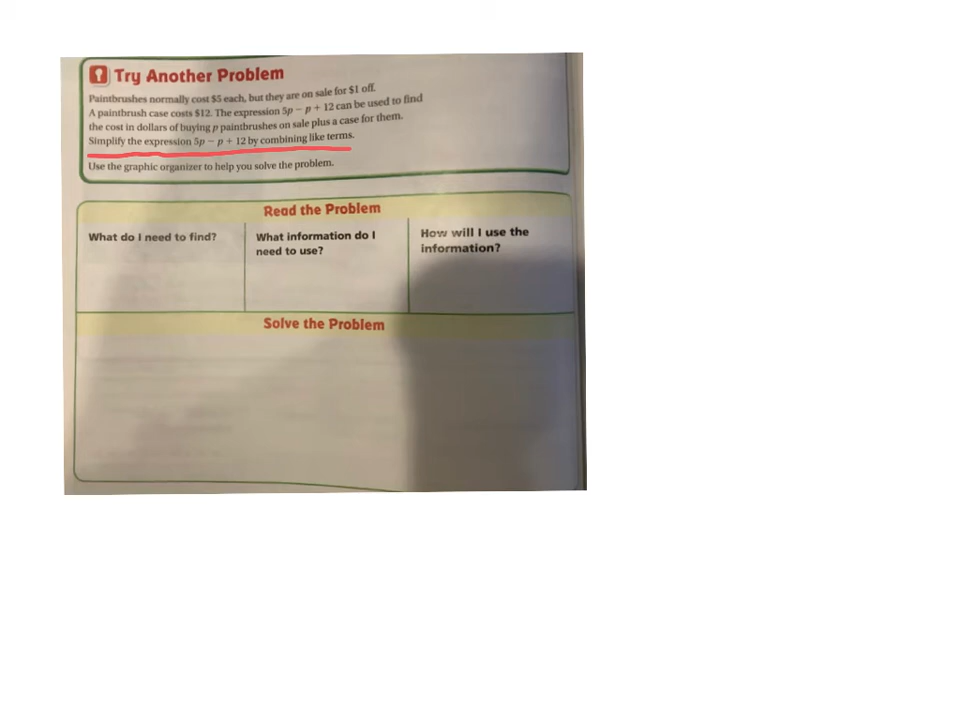 Try Another Problem
Paintbrushes normally cost $5 each, but they are on sale for $1 off.
A paintbrush case costs $12. The expression 5p − p + 12 can be used to find
the cost in dollars of buying p paintbrushes on sale plus a case for them.
Simplify the expression 5p − p + 12 by combining like terms.
Use the graphic organizer to help you solve the problem.
Read the Problem
What do I need to find?
What information do I
need to use?
How will I use the
information?
Solve the Problem